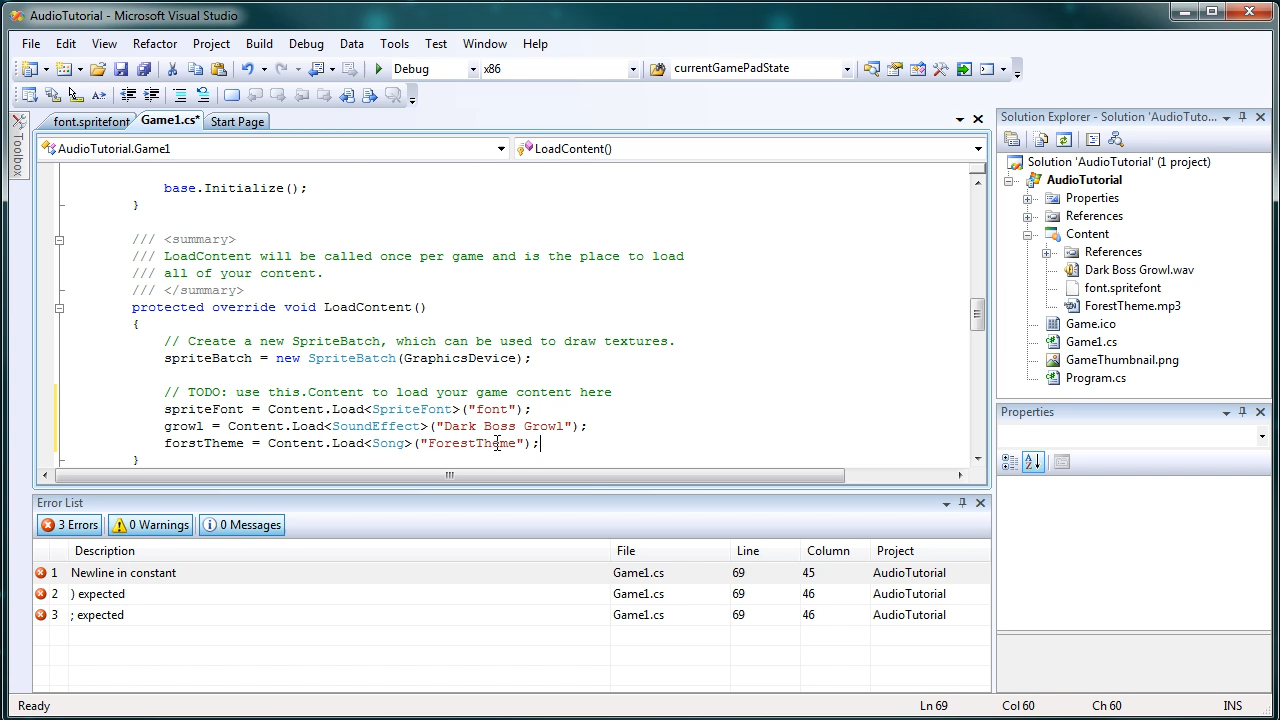 AudioTutorial - Microsoft Visual Studio
File Edit View Refactor Project Build Debug Data Tools Test Window Help
Debug x86 currentGamePadState
font.spritefont Game1.cs* Start Page
Toolbox
AudioTutorial.Game1 LoadContent()
base.Initialize();
}
/// <summary>
/// LoadContent will be called once per game and is the place to load
/// all of your content.
/// </summary>
protected override void LoadContent()
{
// Create a new SpriteBatch, which can be used to draw textures.
spriteBatch = new SpriteBatch(GraphicsDevice);
// TODO: use this.Content to load your game content here
spriteFont = Content.Load<SpriteFont>("font");
growl = Content.Load<SoundEffect>("Dark Boss Growl");
forstTheme = Content.Load<Song>("ForestTheme");
}
Solution Explorer - Solution 'AudioTuto...
Solution 'AudioTutorial' (1 project)
AudioTutorial
Properties
References
Content
References
Dark Boss Growl.wav
font.spritefont
ForestTheme.mp3
Game.ico
Game1.cs
GameThumbnail.png
Program.cs
Properties
Error List
3 Errors 0 Warnings 0 Messages
Description File Line Column Project
1 Newline in constant Game1.cs 69 45 AudioTutorial
2 ) expected Game1.cs 69 46 AudioTutorial
3 ; expected Game1.cs 69 46 AudioTutorial
Ready Ln 69 Col 60 Ch 60 INS